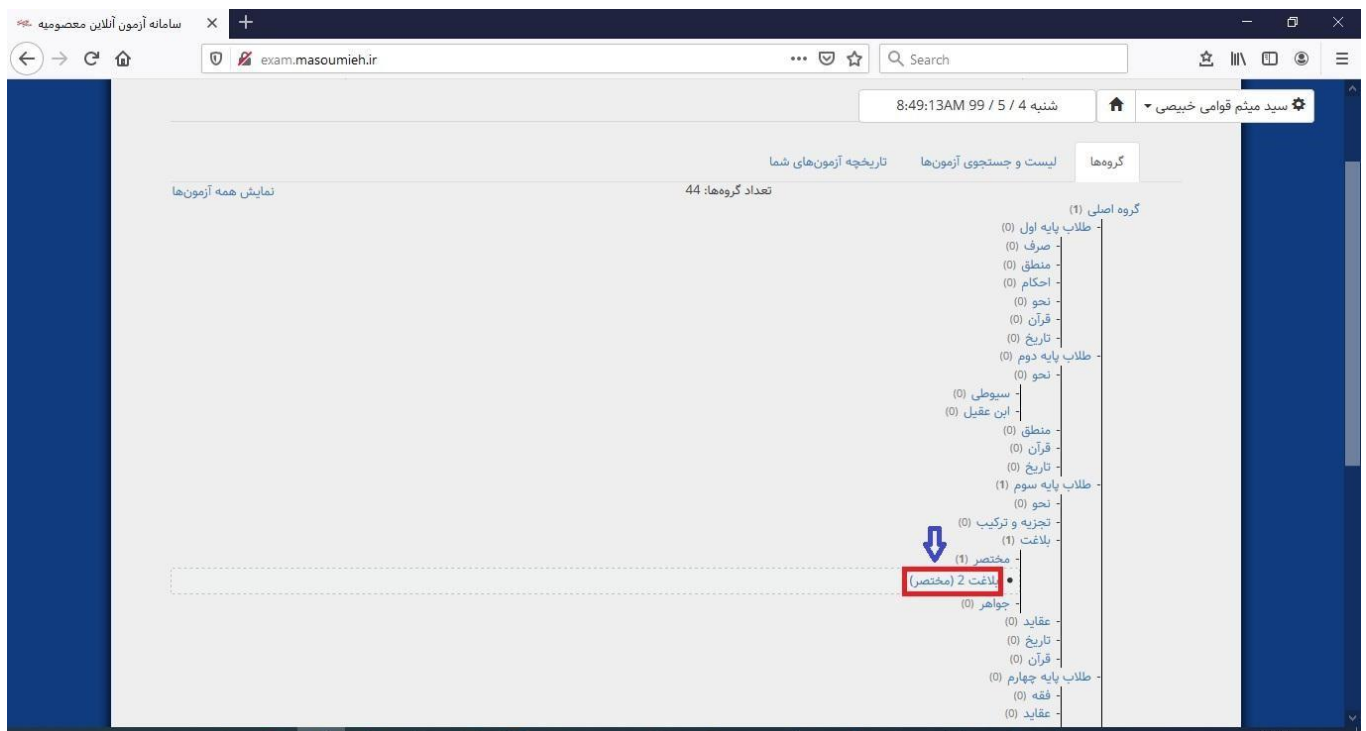 سامانه آزمون آنلاین معصومیه
exam.masoumieh.ir
Search
سید میثم قوامی خبیصی
شنبه 4 / 5 / 99 8:49:13AM
گروه‌ها
لیست و جستجوی آزمون‌ها
تاریخچه آزمون‌های شما
تعداد گروه‌ها: 44
نمایش همه آزمون‌ها
گروه اصلی (1)
- طلاب پایه اول (0)
- صرف (0)
- منطق (0)
- احکام (0)
- نحو (0)
- قرآن (0)
- تاریخ (0)
- طلاب پایه دوم (0)
- نحو (0)
- سیوطی (0)
- ابن عقیل (0)
- منطق (0)
- قرآن (0)
- تاریخ (0)
- طلاب پایه سوم (1)
- نحو (0)
- تجزیه و ترکیب (0)
- بلاغت (1)
- مختصر (1)
• بلاغت 2 (مختصر)
- جواهر (0)
- عقاید (0)
- تاریخ (0)
- قرآن (0)
- طلاب پایه چهارم (0)
- فقه (0)
- عقاید (0)